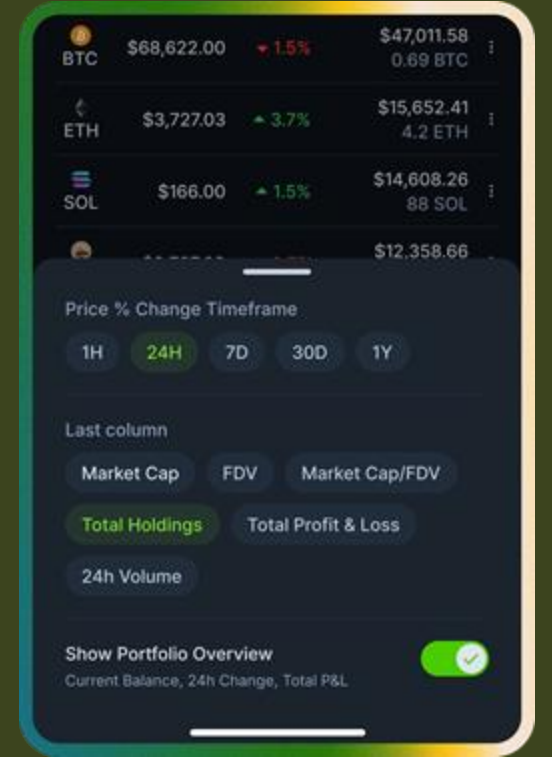 BTC $68,622.00 1.5% $47,011.58
0.69 BTC
ETH $3,727.03 3.7% $15,652.41
4.2 ETH
SOL $166.00 1.5% $14,608.26
88 SOL
$12,358.66
Price % Change Timeframe
1H 24H 7D 30D 1Y
Last column
Market Cap FDV Market Cap/FDV
Total Holdings Total Profit & Loss
24h Volume
Show Portfolio Overview
Current Balance, 24h Change, Total P&L